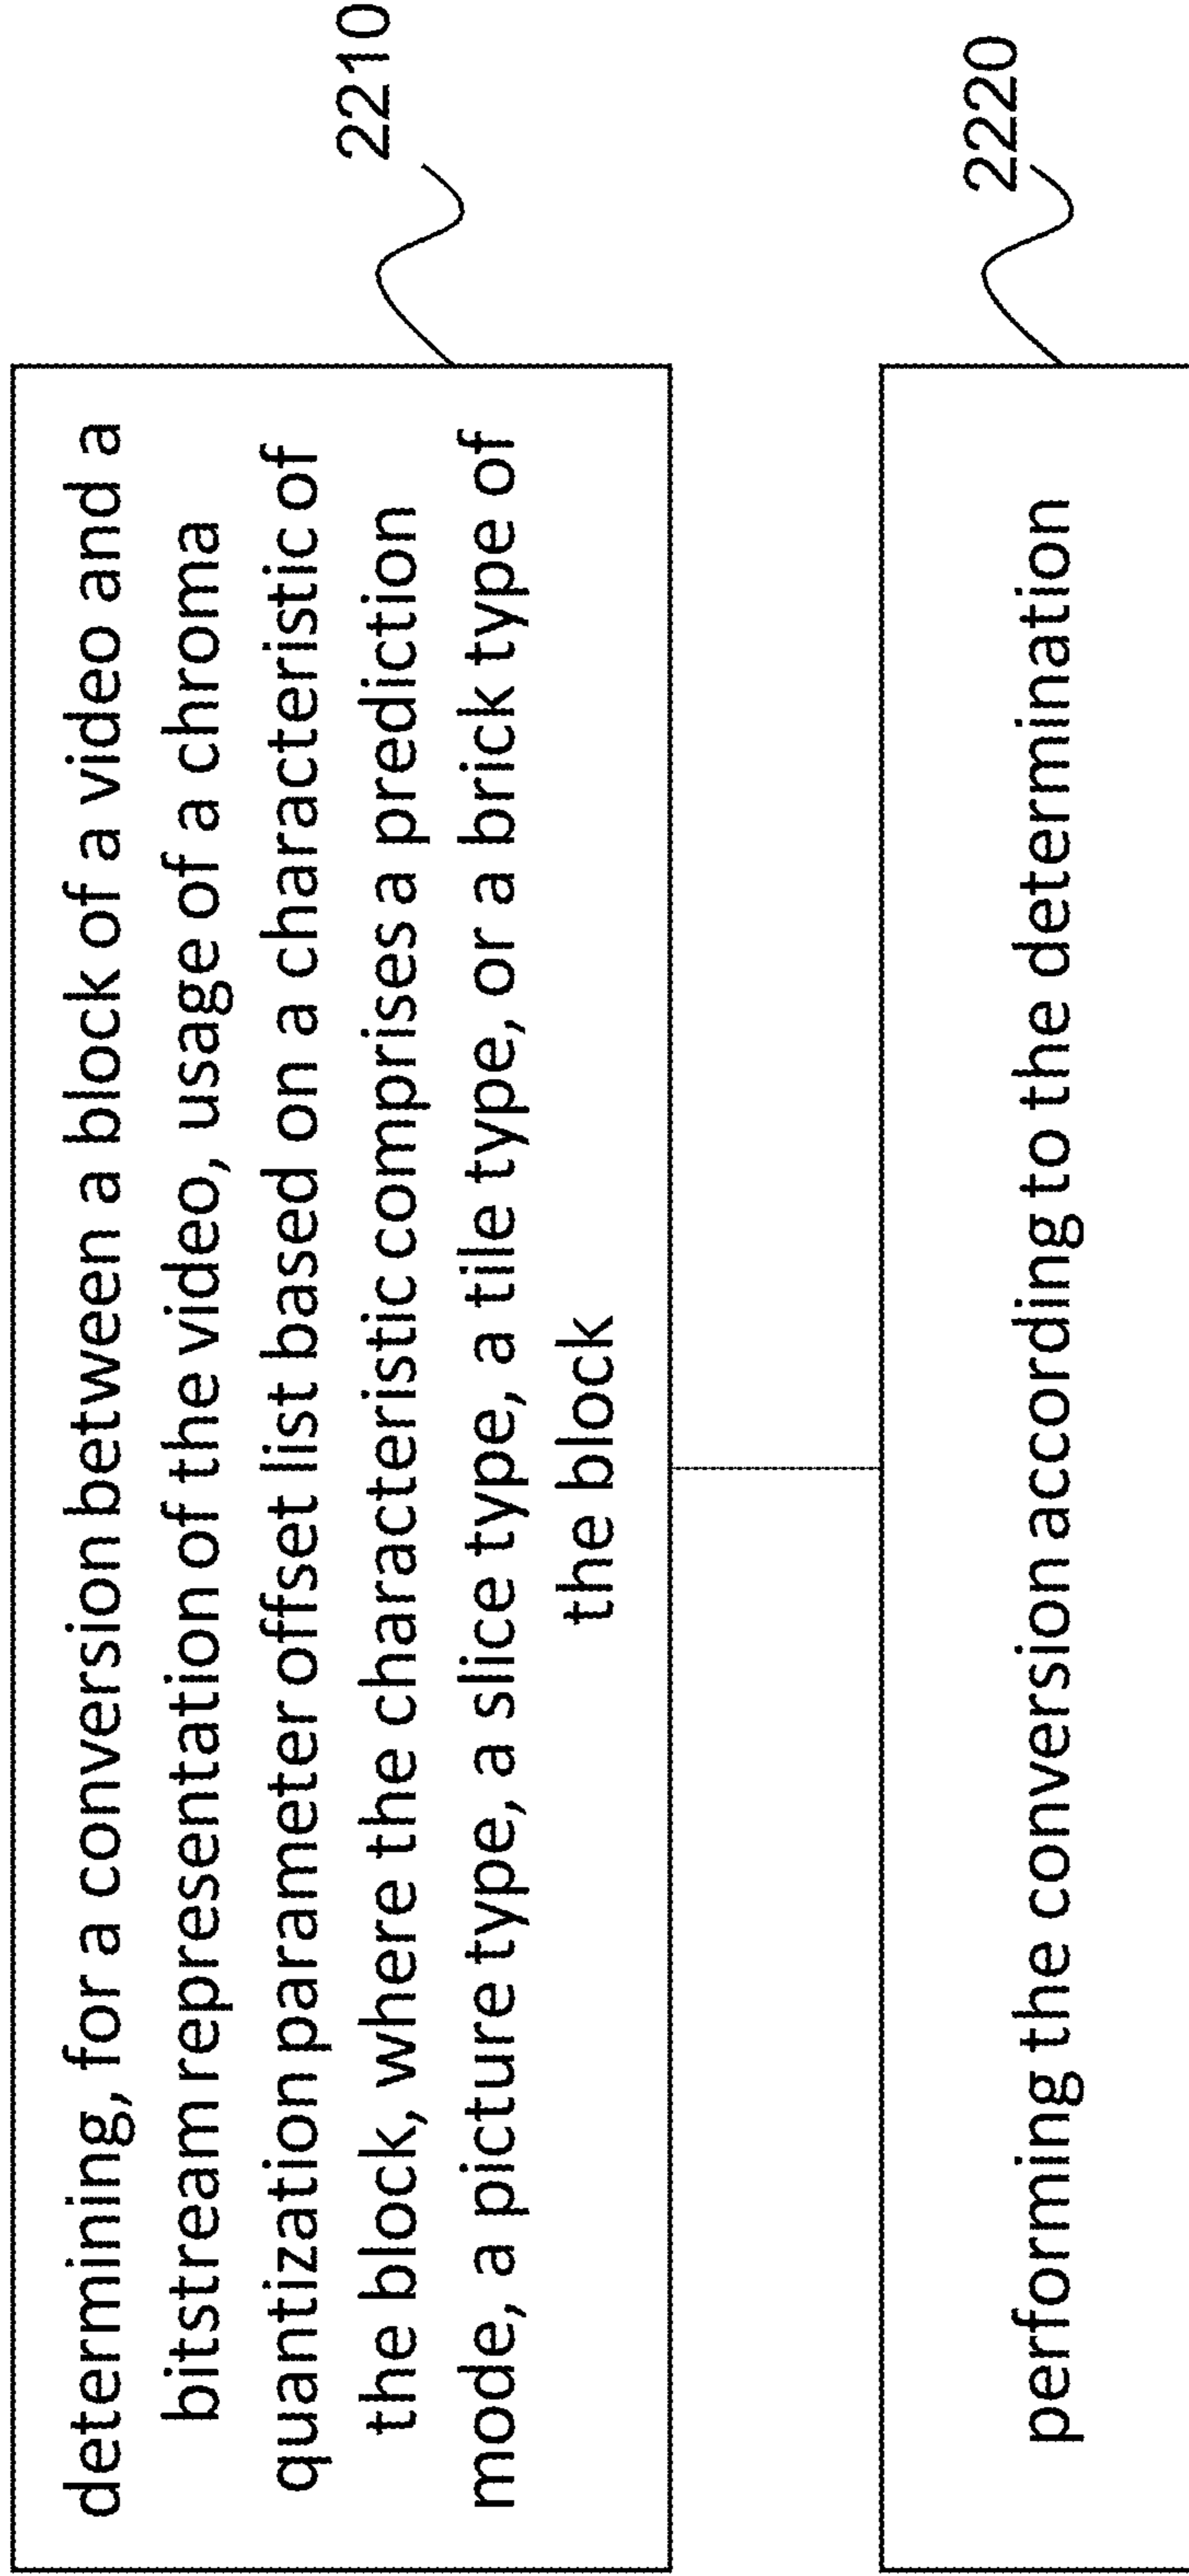 2210
determining, for a conversion between a block of a video and a
bitstream representation of the video, usage of a chroma
quantization parameter offset list based on a characteristic of
the block, where the characteristic comprises a prediction
mode, a picture type, a slice type, a tile type, or a brick type of
the block
2220
performing the conversion according to the determination